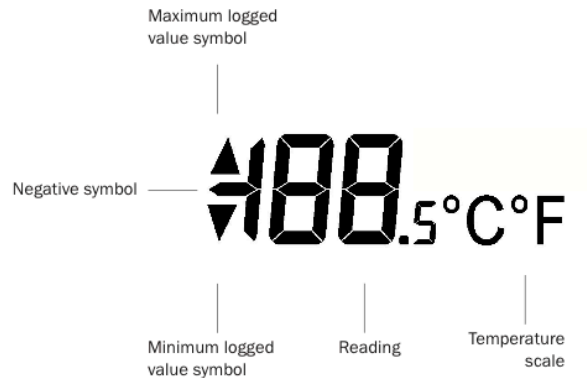 Maximum logged
value symbol
Negative symbol
▲
-188.5°C°F
▼
Minimum logged
value symbol
Reading
Temperature
scale